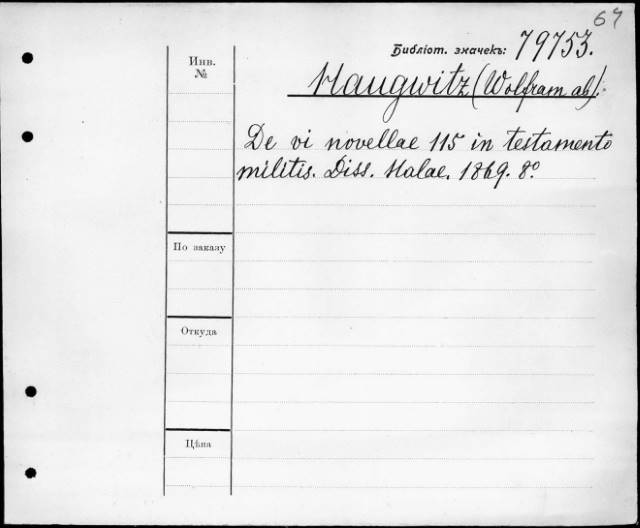 67
Библіот. значекъ: 79753.
Инв.
№
Haugwitz (Wolfram ab).
De vi novellae 115 in testamento
militis. Diss. Halae. 1869. 8°
По заказу
Откуда
Цѣна